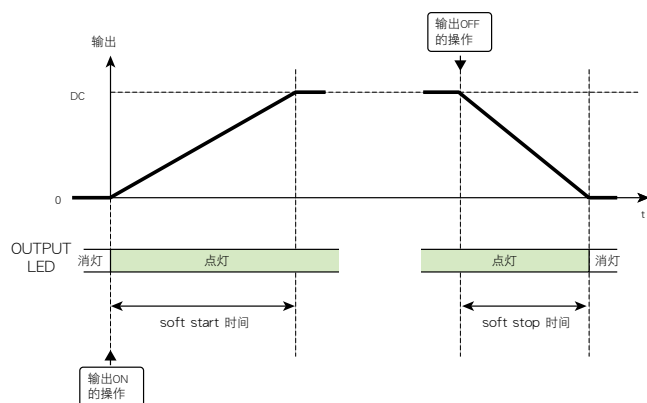 输出OFF
的操作
输出
DC
0
t
OUTPUT
LED
消灯
点灯
点灯
消灯
soft start 时间
soft stop 时间
输出ON
的操作